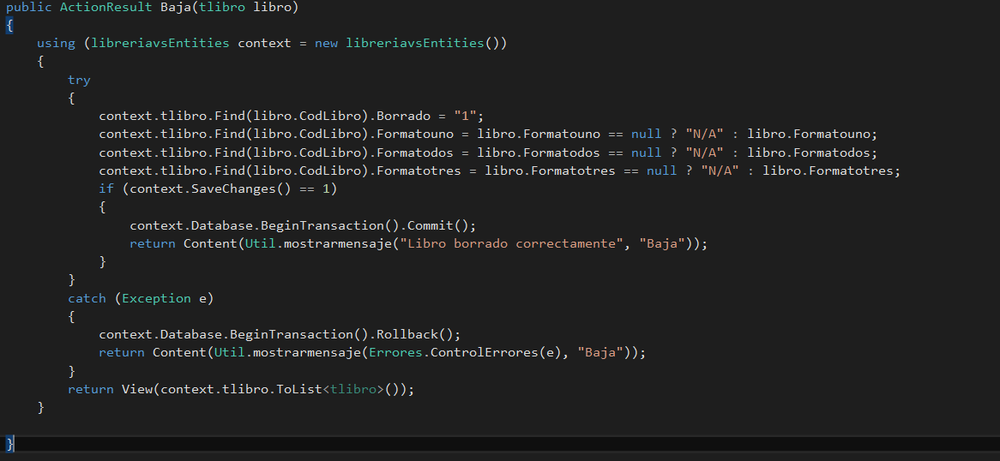 public ActionResult Baja(tlibro libro)
{
    using (libreriavsEntities context = new libreriavsEntities())
    {
        try
        {
            context.tlibro.Find(libro.CodLibro).Borrado = "1";
            context.tlibro.Find(libro.CodLibro).Formatouno = libro.Formatouno == null ? "N/A" : libro.Formatouno;
            context.tlibro.Find(libro.CodLibro).Formatodos = libro.Formatodos == null ? "N/A" : libro.Formatodos;
            context.tlibro.Find(libro.CodLibro).Formatotres = libro.Formatotres == null ? "N/A" : libro.Formatotres;
            if (context.SaveChanges() == 1)
            {
                context.Database.BeginTransaction().Commit();
                return Content(Util.mostrarmensaje("Libro borrado correctamente", "Baja"));
            }
        }
        catch (Exception e)
        {
            context.Database.BeginTransaction().Rollback();
            return Content(Util.mostrarmensaje(Errores.ControlErrores(e), "Baja"));
        }
        return View(context.tlibro.ToList<tlibro>());
    }

}